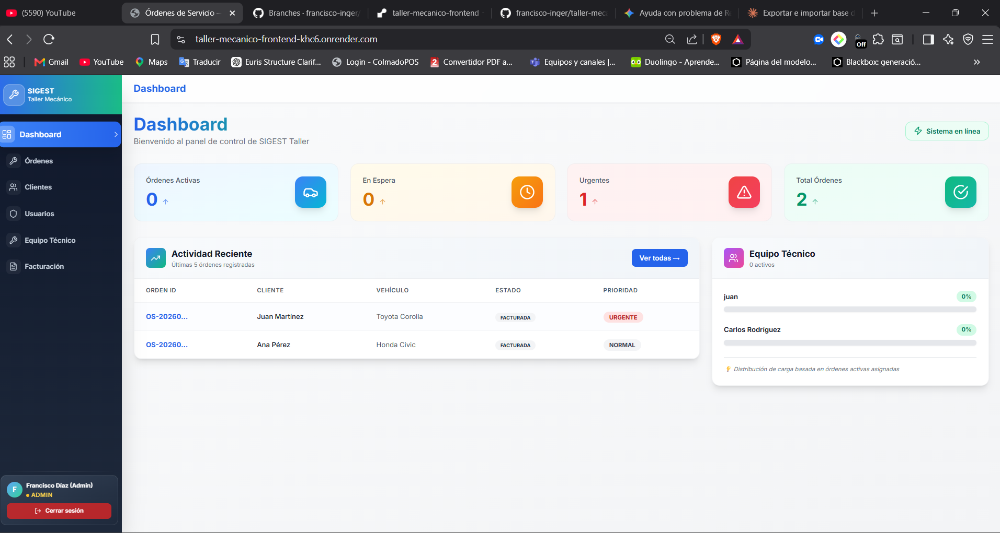 (5590) YouTube
Órdenes de Servicio –
Branches · francisco-inger/
taller-mecanico-frontend
francisco-inger/taller-meca
Ayuda con problema de Re
Exportar e importar base d
taller-mecanico-frontend-khc6.onrender.com
Off
Gmail
YouTube
Maps
Traducir
Euris Structure Clarif...
Login - ColmadoPOS
Convertidor PDF a...
Equipos y canales |...
Duolingo - Aprende...
Página del modelo...
Blackbox: generació...
SIGEST
Taller Mecánico
Dashboard
Órdenes
Clientes
Usuarios
Equipo Técnico
Facturación
F
Francisco Díaz (Admin)
ADMIN
Cerrar sesión
Dashboard
Dashboard
Bienvenido al panel de control de SIGEST Taller
Sistema en línea
Órdenes Activas
0 ↑
En Espera
0 ↑
Urgentes
1 ↑
Total Órdenes
2 ↑
Actividad Reciente
Últimas 5 órdenes registradas
Ver todas →
ORDEN ID CLIENTE VEHÍCULO ESTADO PRIORIDAD
OS-20260... Juan Martínez Toyota Corolla FACTURADA URGENTE
OS-20260... Ana Pérez Honda Civic FACTURADA NORMAL
Equipo Técnico
0 activos
juan 0%
Carlos Rodríguez 0%
Distribución de carga basada en órdenes activas asignadas